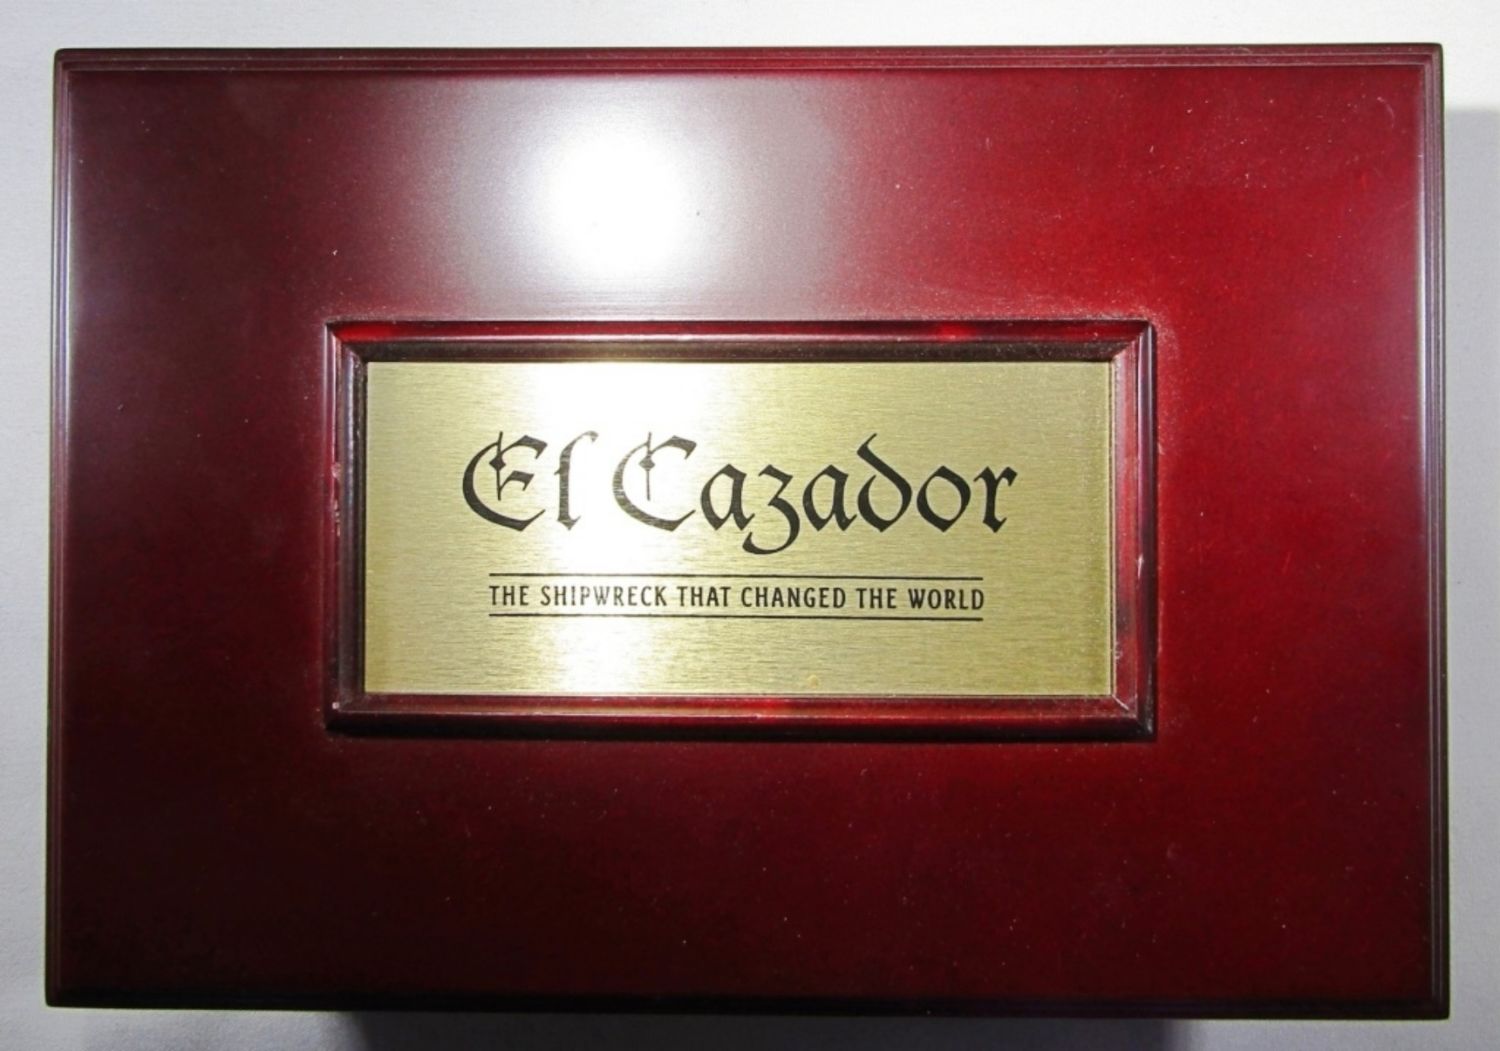 El Cazador
THE SHIPWRECK THAT CHANGED THE WORLD